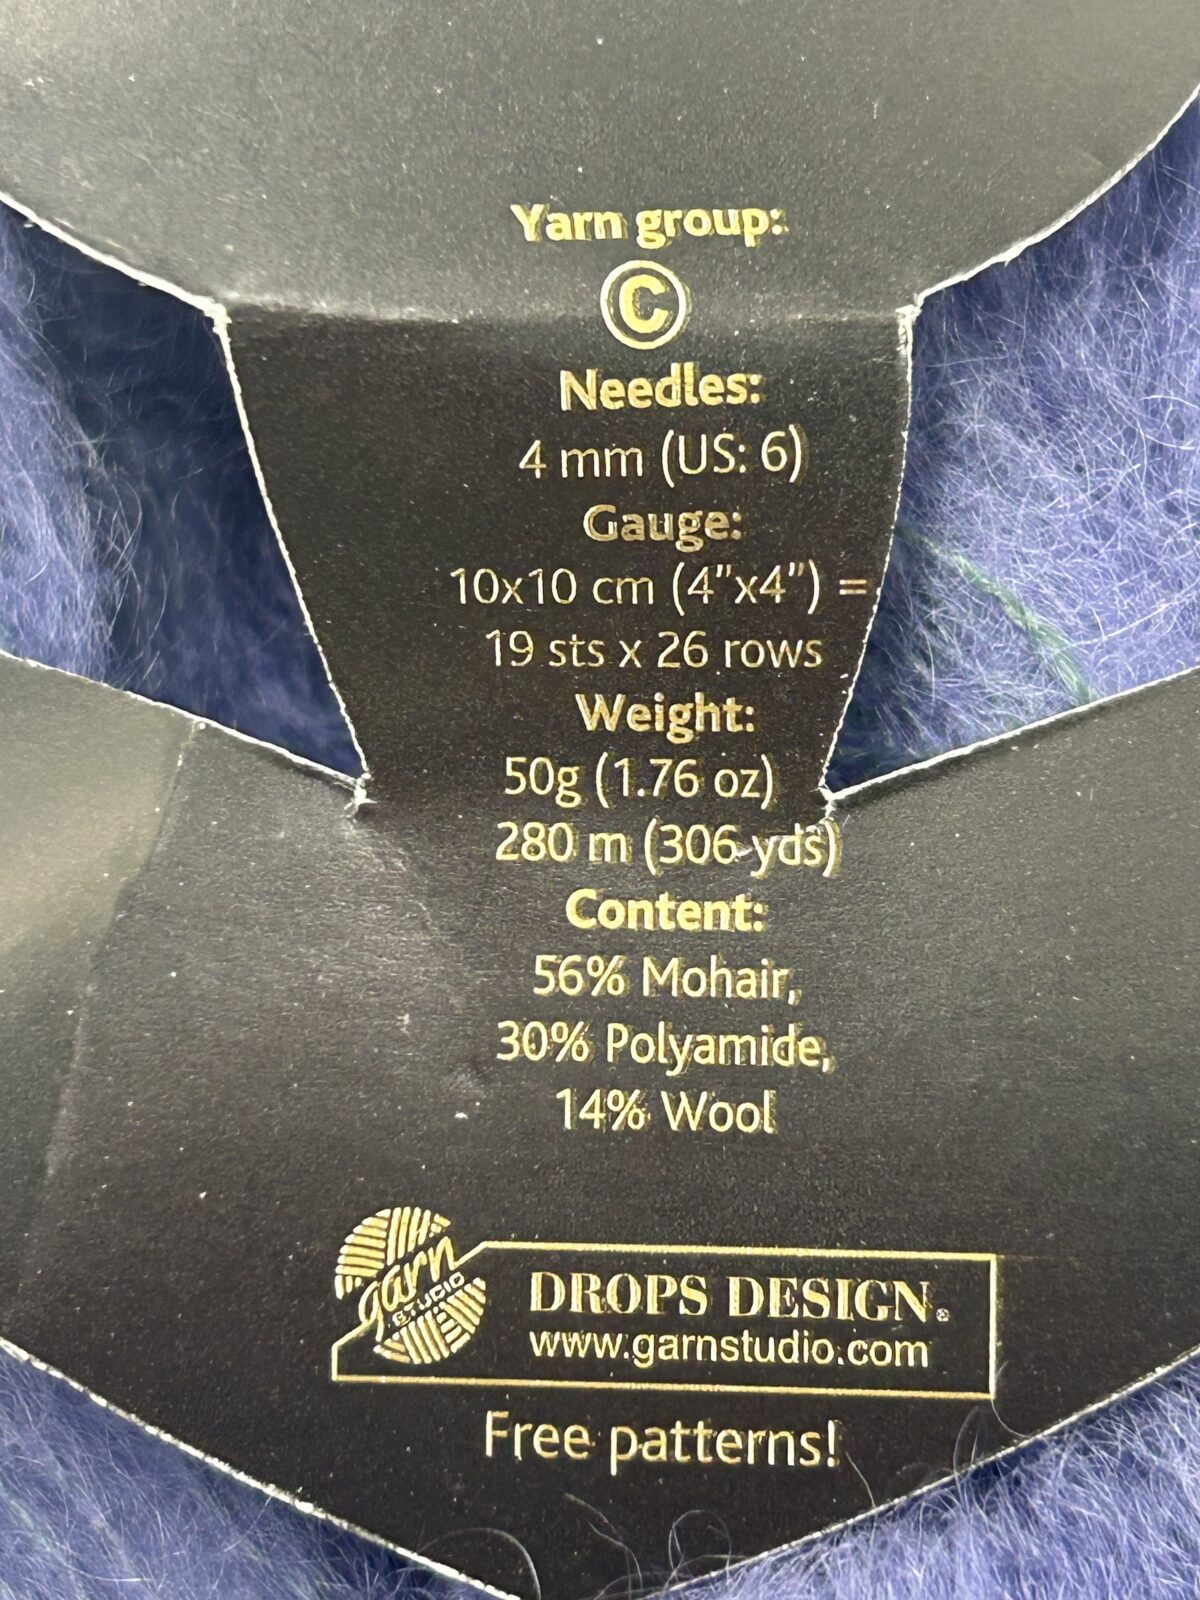 Yarn group:
C
Needles:
4 mm (US: 6)
Gauge:
10x10 cm (4"x4") =
19 sts x 26 rows
Weight:
50g (1.76 oz)
280 m (306 yds)
Content:
56% Mohair,
30% Polyamide,
14% Wool
garn
STUDIO
DROPS DESIGN®
www.garnstudio.com
Free patterns!